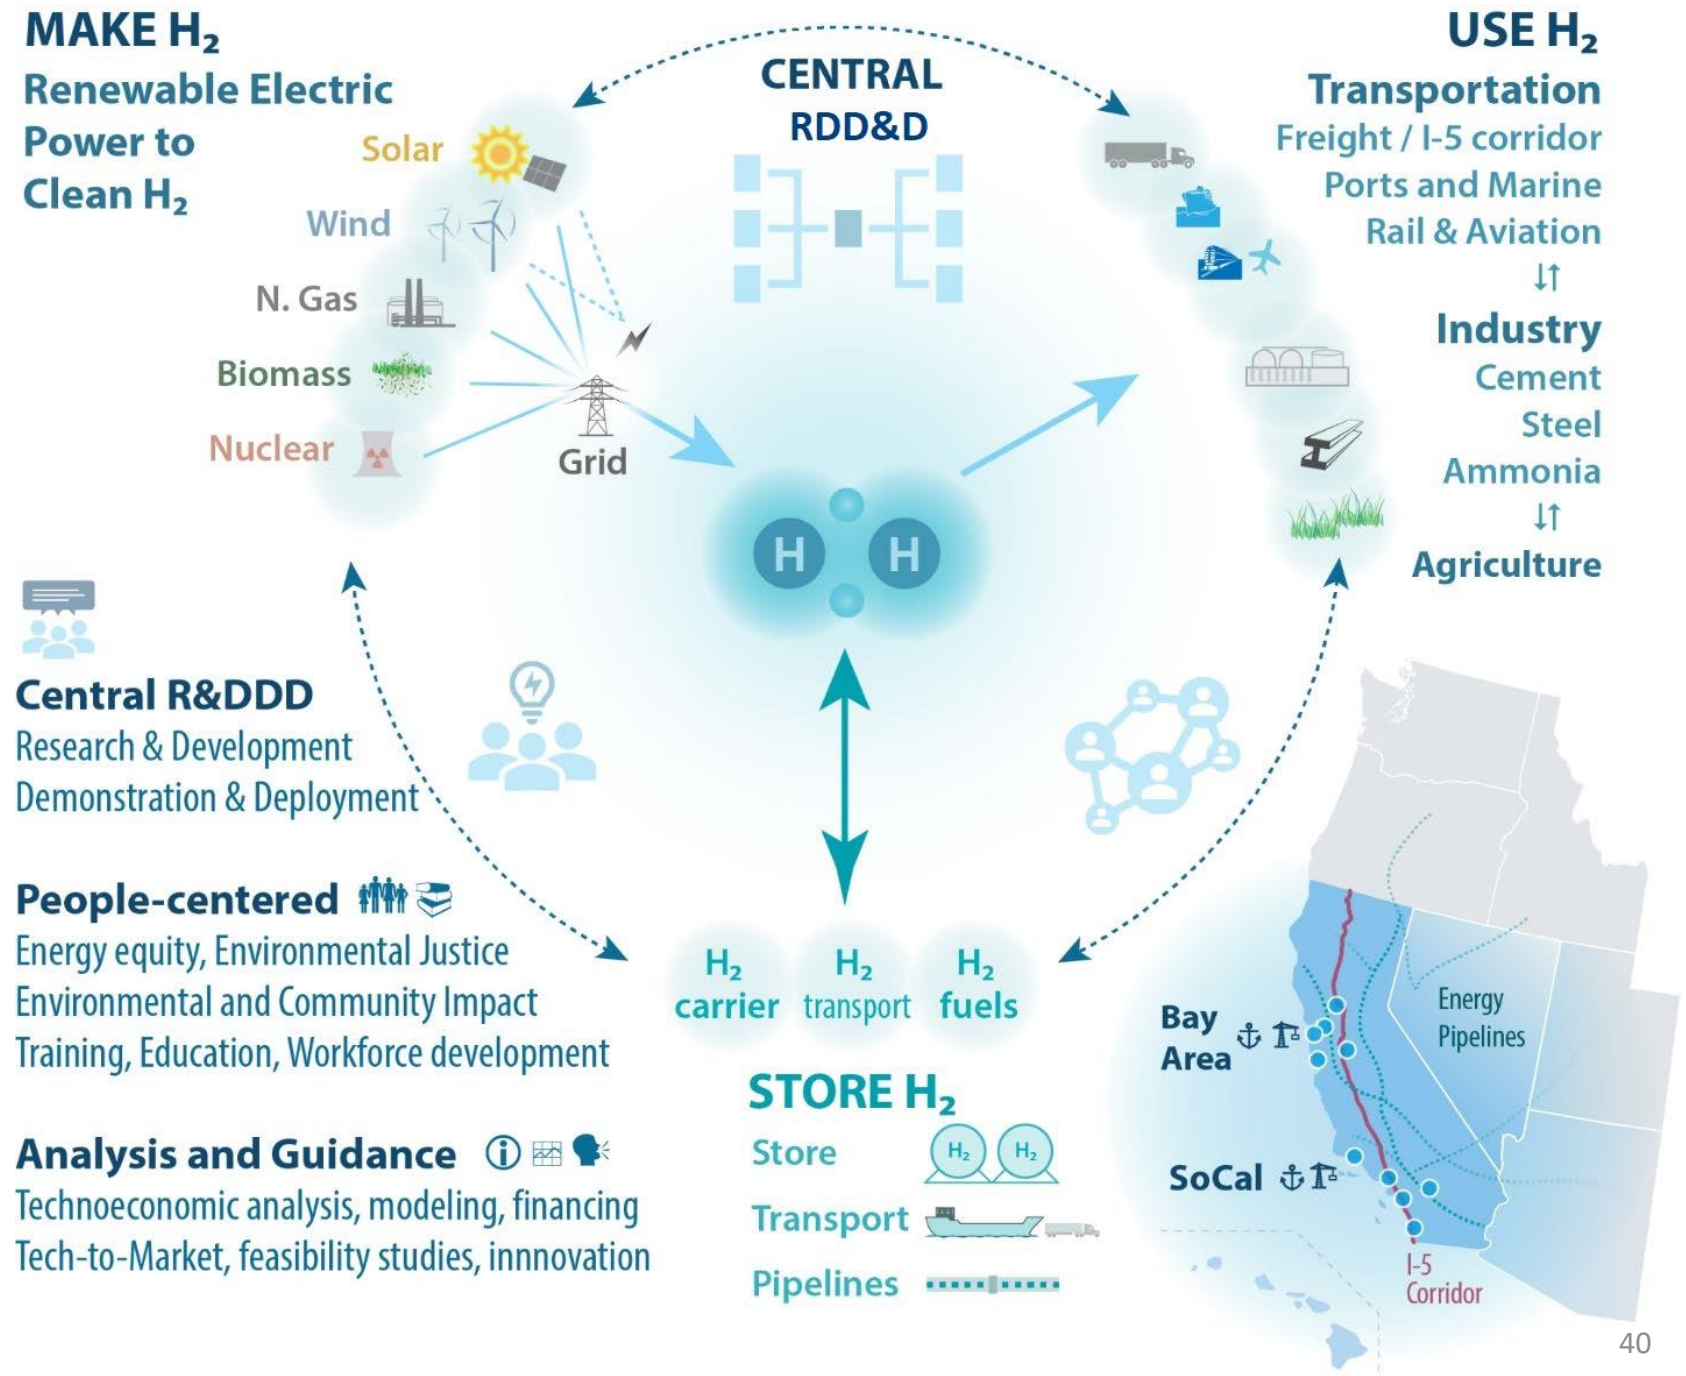 MAKE H₂
Renewable Electric
Power to
Clean H₂
Solar
Wind
N. Gas
Biomass
Nuclear
Grid
CENTRAL
RDD&D
USE H₂
Transportation
Freight / I-5 corridor
Ports and Marine
Rail & Aviation
↓↑
Industry
Cement
Steel
Ammonia
↓↑
Agriculture
H H
Central R&DDD
Research & Development
Demonstration & Deployment
People-centered
Energy equity, Environmental Justice
Environmental and Community Impact
Training, Education, Workforce development
Analysis and Guidance
Technoeconomic analysis, modeling, financing
Tech-to-Market, feasibility studies, innnovation
H₂
carrier
H₂
transport
H₂
fuels
STORE H₂
Store
H₂ H₂
Transport
Pipelines
Bay
Area
Energy
Pipelines
SoCal
I-5
Corridor
40